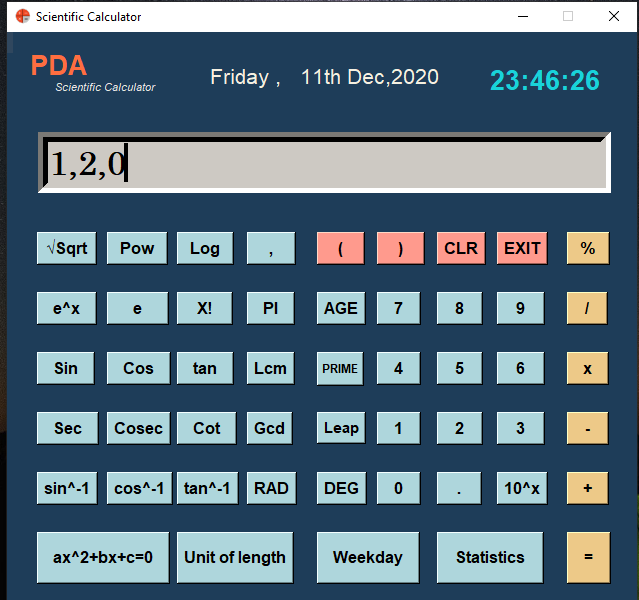 Scientific Calculator
PDA
Scientific Calculator
Friday , 11th Dec,2020
23:46:26
1,2,0
√Sqrt Pow Log , ( ) CLR EXIT %
e^x e X! PI AGE 7 8 9 /
Sin Cos tan Lcm PRIME 4 5 6 x
Sec Cosec Cot Gcd Leap 1 2 3 -
sin^-1 cos^-1 tan^-1 RAD DEG 0 . 10^x +
ax^2+bx+c=0 Unit of length Weekday Statistics =